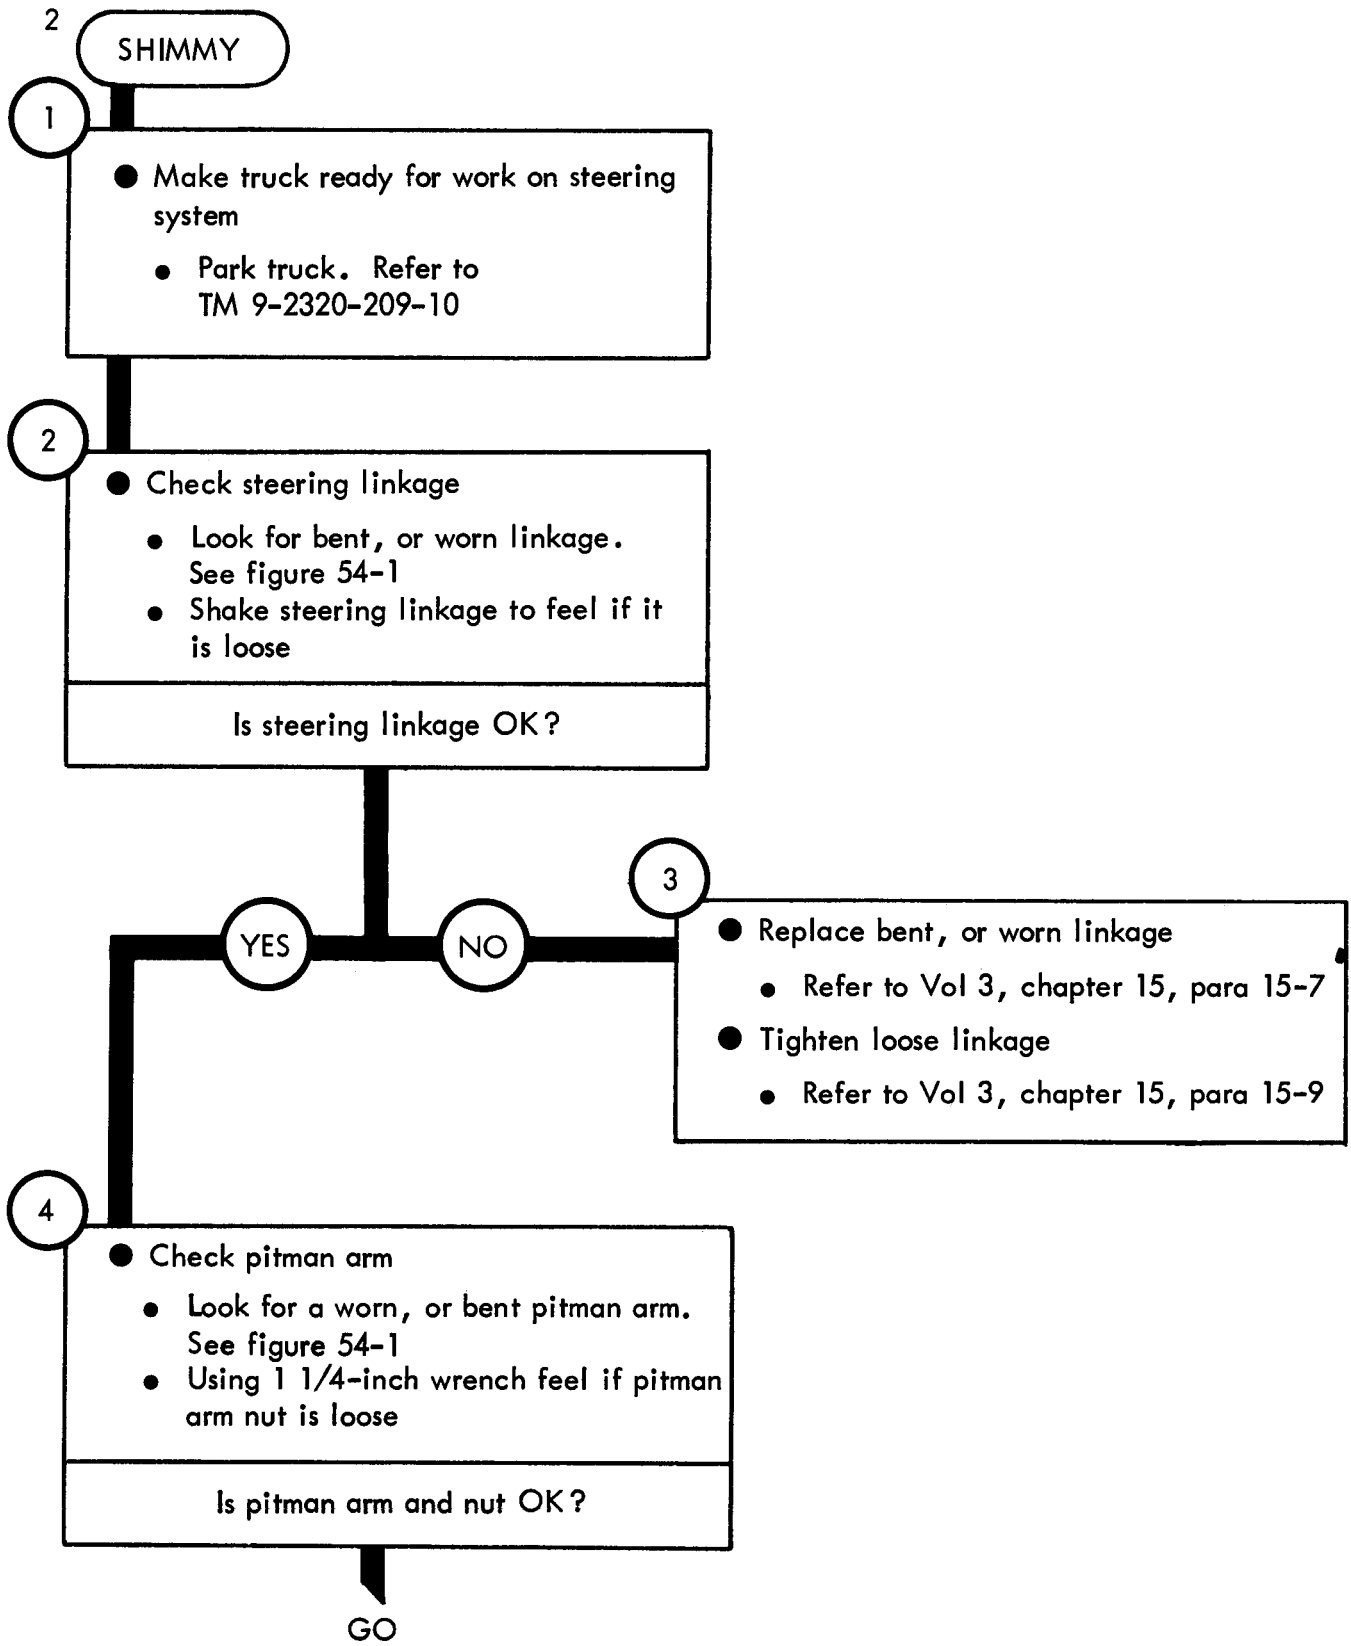 2
SHIMMY
1
● Make truck ready for work on steering
system
● Park truck. Refer to
TM 9-2320-209-10
2
● Check steering linkage
● Look for bent, or worn linkage.
See figure 54-1
● Shake steering linkage to feel if it
is loose
Is steering linkage OK?
YES
NO
3
● Replace bent, or worn linkage
● Refer to Vol 3, chapter 15, para 15-7
● Tighten loose linkage
● Refer to Vol 3, chapter 15, para 15-9
4
● Check pitman arm
● Look for a worn, or bent pitman arm.
See figure 54-1
● Using 1 1/4-inch wrench feel if pitman
arm nut is loose
Is pitman arm and nut OK?
GO